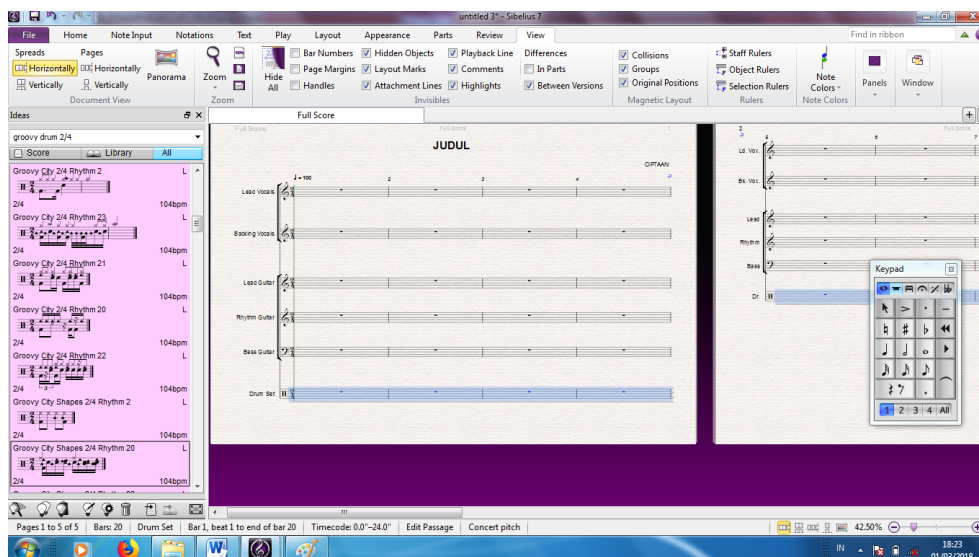 untitled 3* - Sibelius 7
File Home Note Input Notations Text Play Layout Appearance Parts Review View Find in ribbon
Spreads Pages
Horizontally Horizontally
Vertically Vertically
Panorama
Document View
Zoom
Zoom
Hide All
Bar Numbers Hidden Objects Playback Line
Page Margins Layout Marks Comments
Handles Attachment Lines Highlights
Invisibles
Differences
In Parts
Between Versions
Collisions
Groups
Original Positions
Magnetic Layout
Staff Rulers
Object Rulers
Selection Rulers
Rulers
Note Colors
Note Colors
Panels
Window
Ideas
Full Score
groovy drum 2/4
Score Library All
Groovy City 2/4 Rhythm 2 L
2/4 104bpm
Groovy City 2/4 Rhythm 23 L
2/4 104bpm
Groovy City 2/4 Rhythm 21 L
2/4 104bpm
Groovy City 2/4 Rhythm 20 L
2/4 104bpm
Groovy City 2/4 Rhythm 22 L
3
2/4 104bpm
Groovy City Shapes 2/4 Rhythm 2 L
2/4 104bpm
Groovy City Shapes 2/4 Rhythm 20 L
2/4 104bpm
Full Score Full Score 1
JUDUL
CIPTAAN:
♩ = 100
2 3 4
Lead Vocals
Backing Vocals
Lead Guitar
Rhythm Guitar
Bass Guitar
Drum Set
2 Full Score
Ld. Vox.
Bk. Vox.
Lead
Rhythm
Bass
Dr.
Keypad
1 2 3 4 All
Pages 1 to 5 of 5 Bars: 20 Drum Set Bar 1, beat 1 to end of bar 20 Timecode: 0.0"–24.0" Edit Passage Concert pitch 42.50%
IN 18:23
01/03/2018